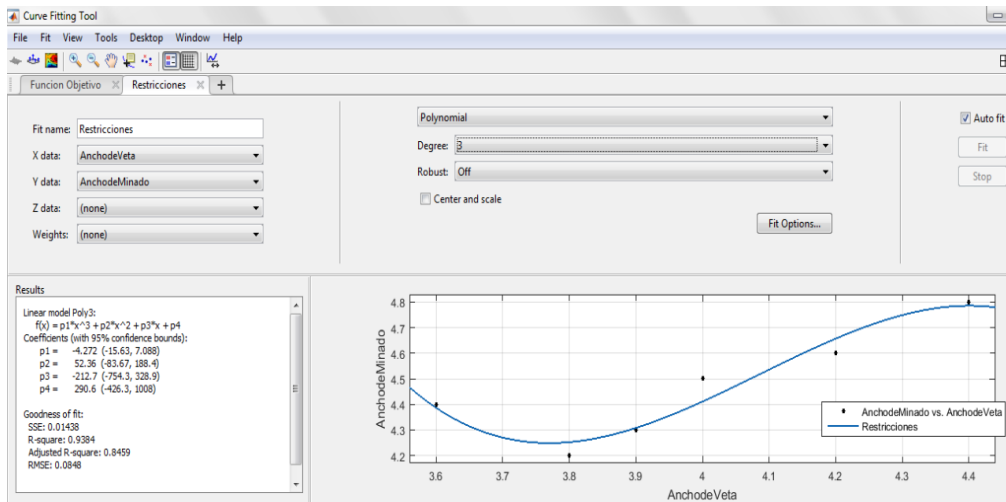 Curve Fitting Tool
File Fit View Tools Desktop Window Help
Funcion Objetivo Restricciones
Fit name: Restricciones
X data: AnchodeVeta
Y data: AnchodeMinado
Z data: (none)
Weights: (none)
Polynomial
Degree: 3
Robust: Off
Center and scale
Fit Options...
Auto fit
Fit
Stop
Results
Linear model Poly3:
f(x) = p1*x^3 + p2*x^2 + p3*x + p4
Coefficients (with 95% confidence bounds):
p1 = -4.272 (-15.63, 7.088)
p2 = 52.36 (-83.67, 188.4)
p3 = -212.7 (-754.3, 328.9)
p4 = 290.6 (-426.3, 1008)
Goodness of fit:
SSE: 0.01438
R-square: 0.9384
Adjusted R-square: 0.8459
RMSE: 0.0848
AnchodeMinado
4.8
4.7
4.6
4.5
4.4
4.3
4.2
AnchodeMinado vs. AnchodeVeta
Restricciones
3.6 3.7 3.8 3.9 4 4.1 4.2 4.3 4.4
AnchodeVeta